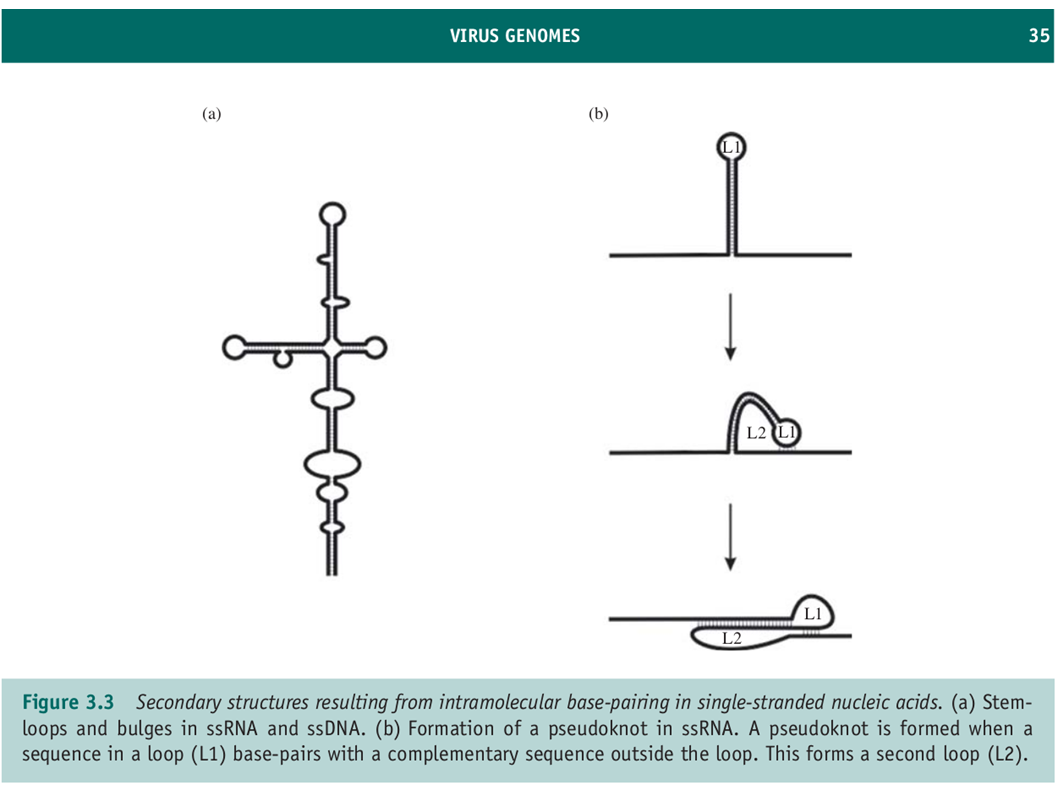 VIRUS GENOMES 35
(a) (b)
L1
L2 L1
L1
L2
Figure 3.3 Secondary structures resulting from intramolecular base-pairing in single-stranded nucleic acids. (a) Stem-
loops and bulges in ssRNA and ssDNA. (b) Formation of a pseudoknot in ssRNA. A pseudoknot is formed when a
sequence in a loop (L1) base-pairs with a complementary sequence outside the loop. This forms a second loop (L2).